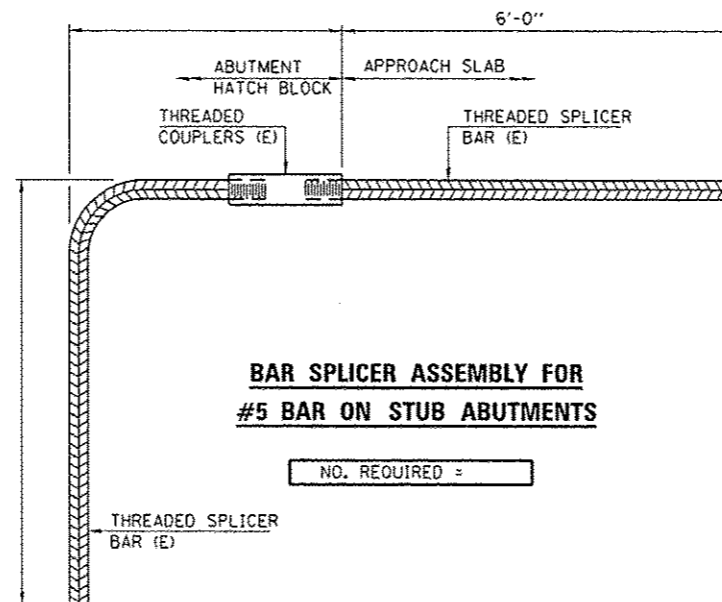 6'-0"
ABUTMENT
HATCH BLOCK
APPROACH SLAB
THREADED
COUPLERS (E)
THREADED SPLICER
BAR (E)
BAR SPLICER ASSEMBLY FOR
#5 BAR ON STUB ABUTMENTS
NO. REQUIRED =
THREADED SPLICER
BAR (E)